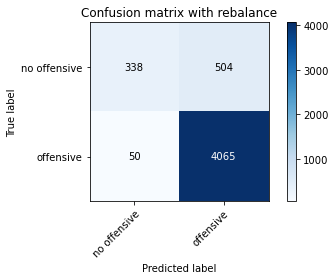 Confusion matrix with rebalance
True label
no offensive
338
504
offensive
50
4065
no offensive
offensive
Predicted label
4000
3000
2000
1000